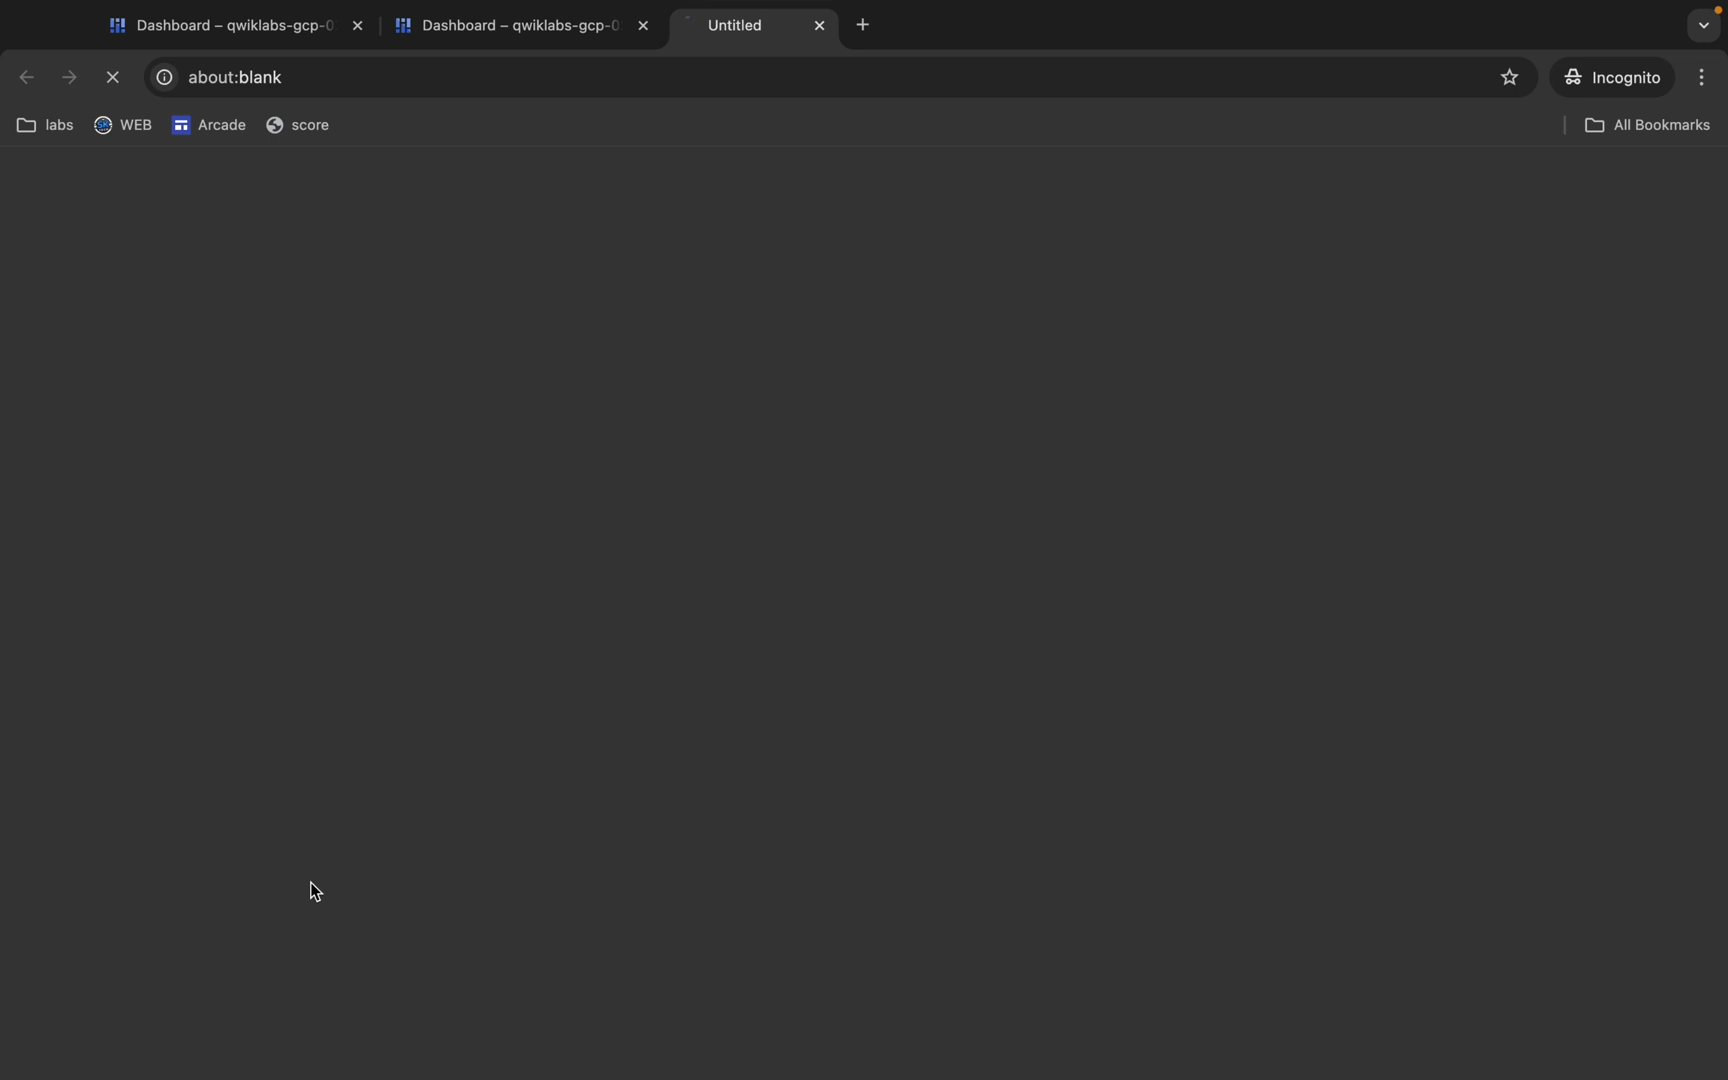 Dashboard – qwiklabs-gcp-0
Dashboard – qwiklabs-gcp-0
Untitled
about:blank
Incognito
labs
WEB
Arcade
score
All Bookmarks